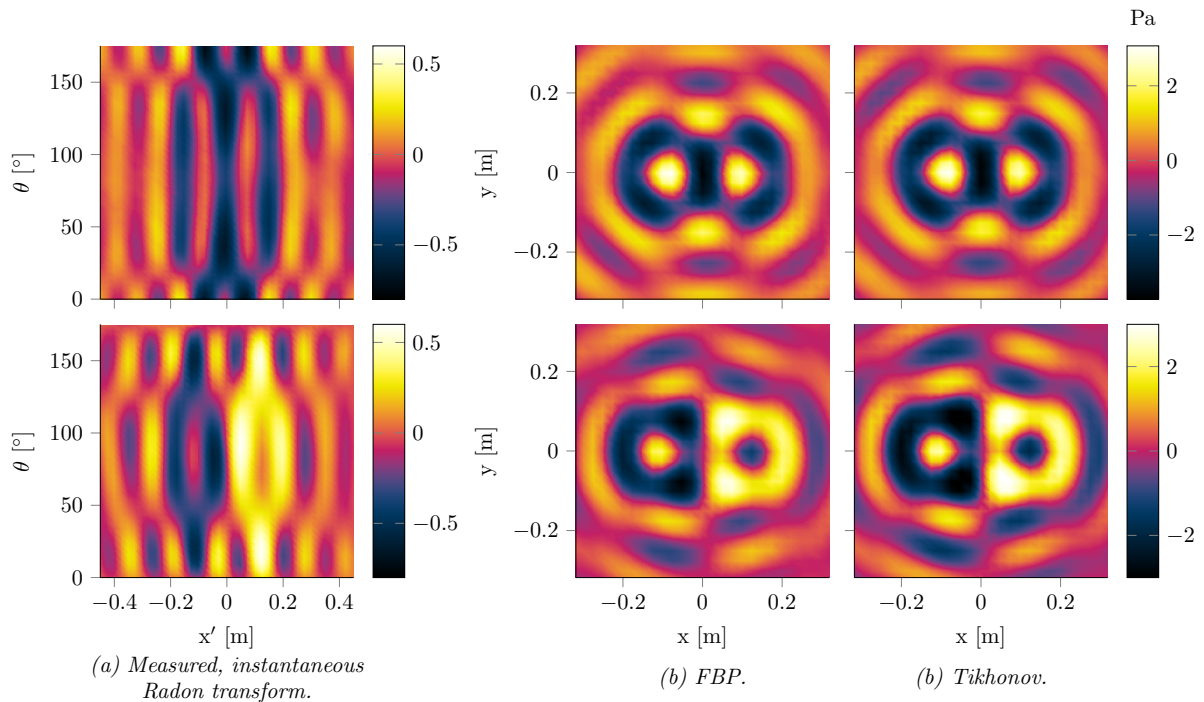 Pa
150
100
50
0
θ [°]
0.5
0
−0.5
0.2
0
−0.2
y [m]
2
0
−2
150
100
50
0
θ [°]
−0.4 −0.2 0 0.2 0.4
x′ [m]
0.5
0
−0.5
0.2
0
−0.2
y [m]
−0.2 0 0.2
x [m]
−0.2 0 0.2
x [m]
2
0
−2
(a) Measured, instantaneous
Radon transform.
(b) FBP.
(b) Tikhonov.